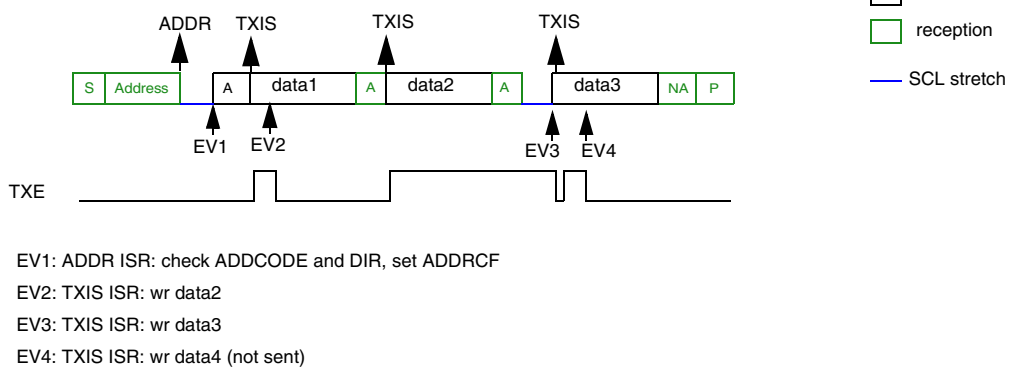 ADDR TXIS TXIS TXIS
reception
SCL stretch
S Address A data1 A data2 A data3 NA P
EV1 EV2 EV3 EV4
TXE
EV1: ADDR ISR: check ADDCODE and DIR, set ADDRCF
EV2: TXIS ISR: wr data2
EV3: TXIS ISR: wr data3
EV4: TXIS ISR: wr data4 (not sent)